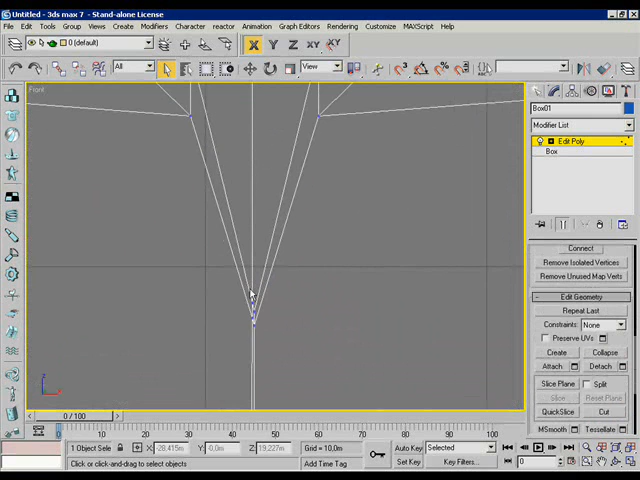 Untitled - 3ds max 7 - Stand-alone License
File Edit Tools Group Views Create Modifiers Character reactor Animation Graph Editors Rendering Customize MAXScript Help
0 (default)
X Y Z XY XY
All View
Front
Box01
Modifier List
Edit Poly
Box
Connect
Remove Isolated Vertices
Remove Unused Map Verts
- Edit Geometry
Repeat Last
Constraints: None
Preserve UVs
Create Collapse
Attach Detach
Slice Plane Split
Slice Reset Plane
QuickSlice Cut
MSmooth Tessellate
z
x
0 / 100
0 10 20 30 40 50 60 70 80 90 100
1 Object Sele X: -28,415m Y: -0,0m Z: 19,227m Grid = 10,0m Auto Key Selected
Click or click-and-drag to select objects Add Time Tag Set Key Key Filters... 0